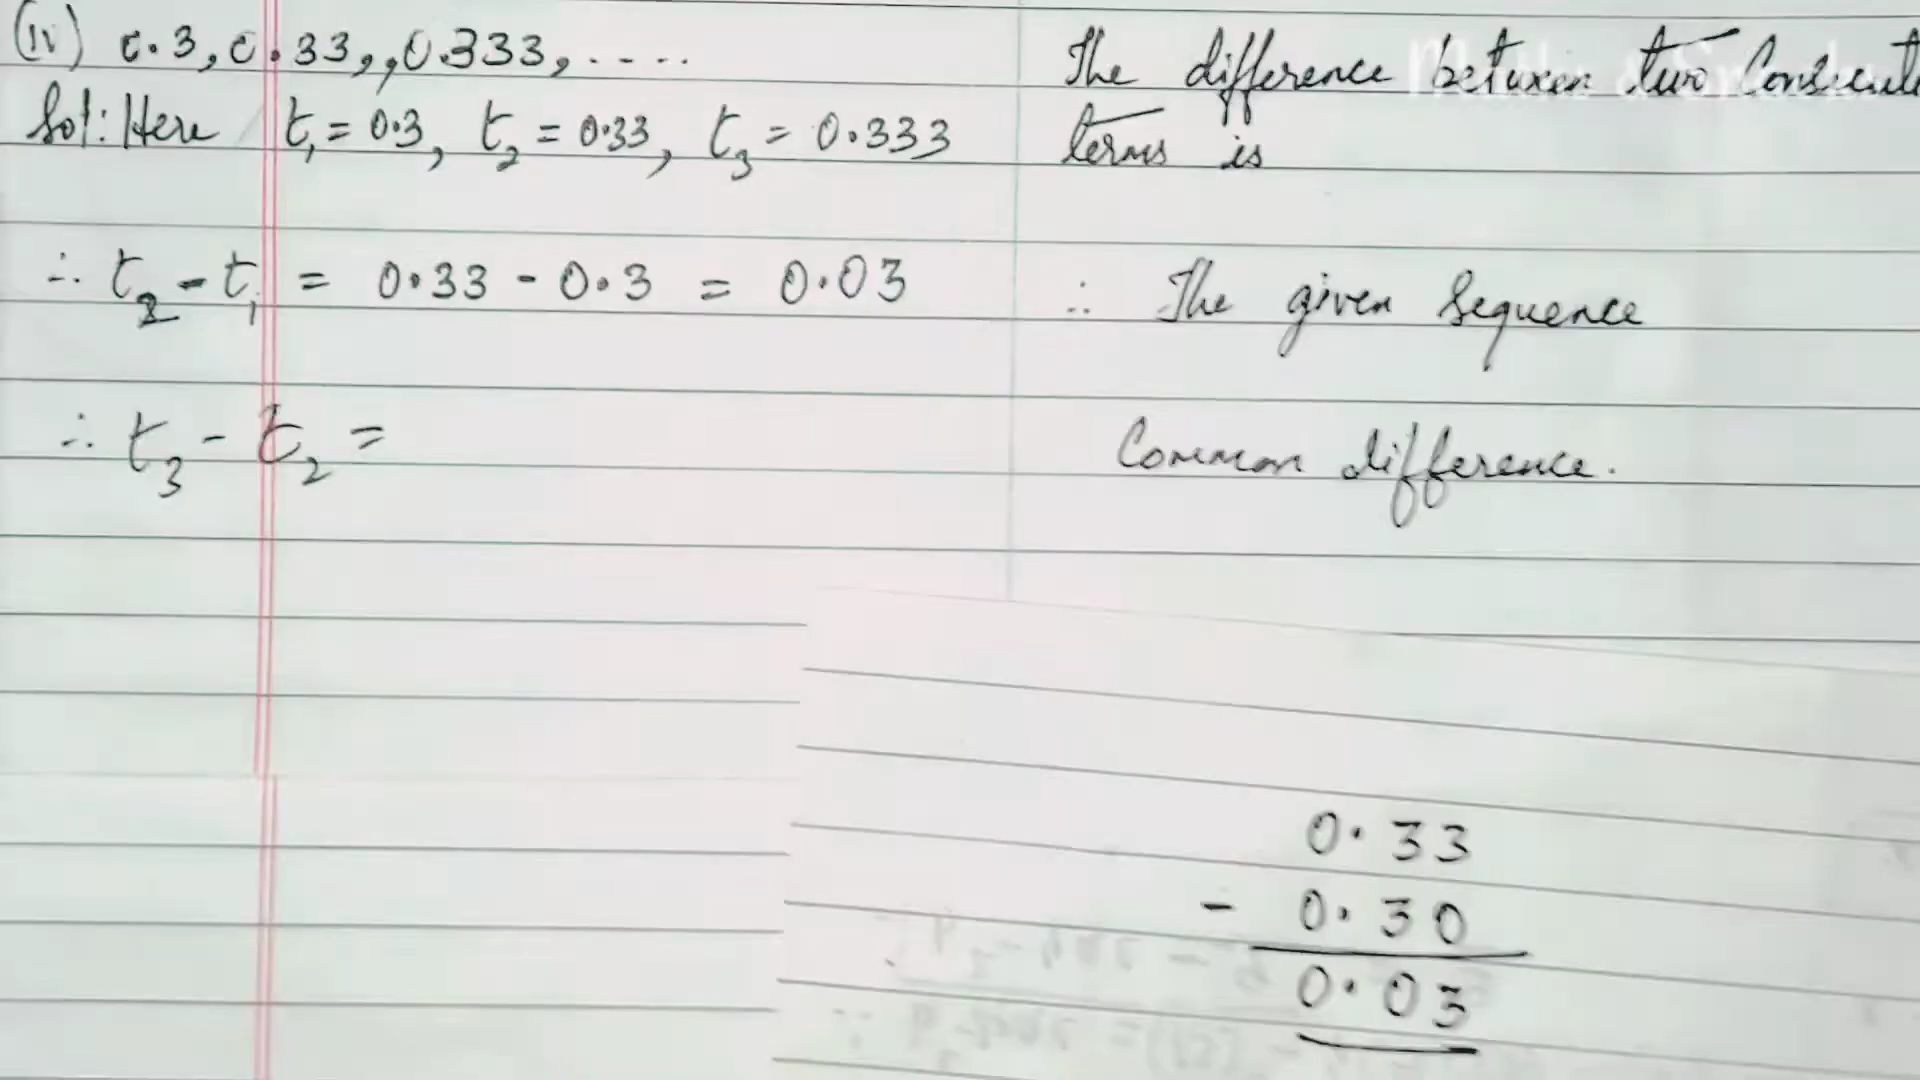 (iv) 0.3, 0.33,, 0.333, ....
Sol: Here t₁ = 0.3, t₂ = 0.33, t₃ = 0.333
∴ t₂ - t₁ = 0.33 - 0.3 = 0.03
∴ t₃ - t₂ =
The difference between two
terms is
∴ The given sequence
Common difference.
0.33
- 0.30
0.03